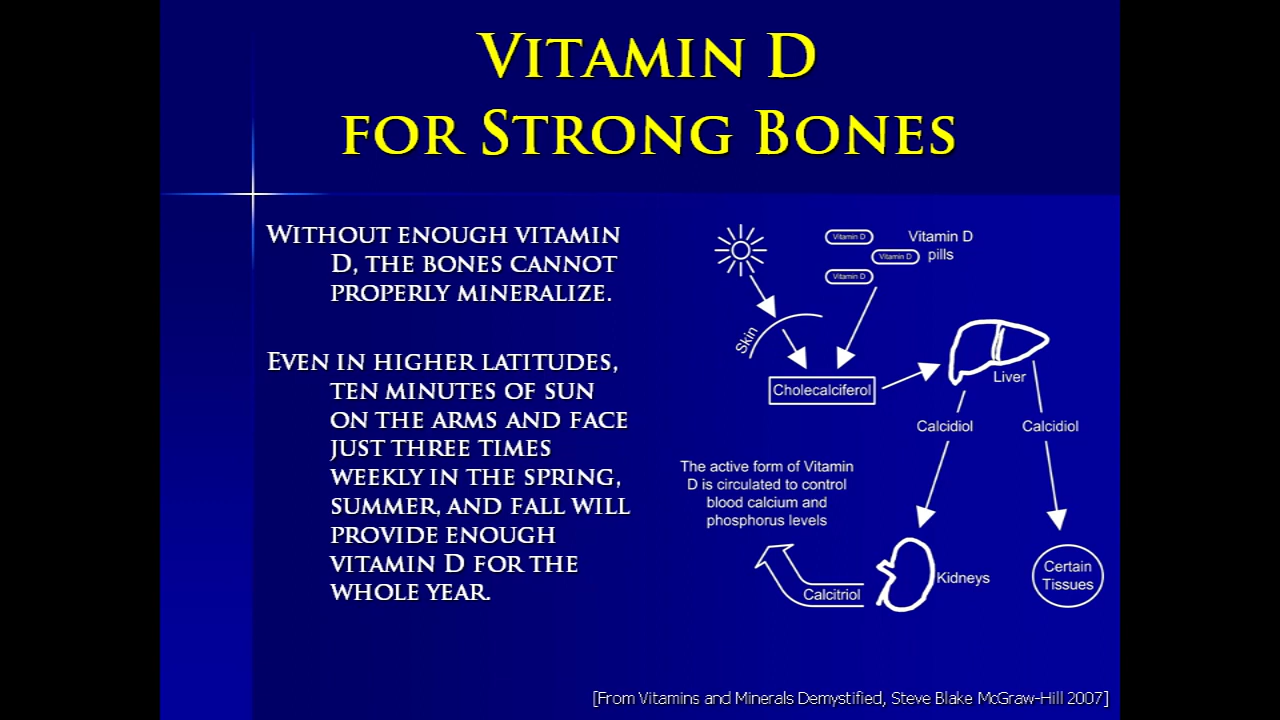 VITAMIN D
FOR STRONG BONES
WITHOUT ENOUGH VITAMIN
D, THE BONES CANNOT
PROPERLY MINERALIZE.
EVEN IN HIGHER LATITUDES,
TEN MINUTES OF SUN
ON THE ARMS AND FACE
JUST THREE TIMES
WEEKLY IN THE SPRING,
SUMMER, AND FALL WILL
PROVIDE ENOUGH
VITAMIN D FOR THE
WHOLE YEAR.
Vitamin D
Vitamin D
Vitamin D
Vitamin D
pills
Skin
Cholecalciferol
Liver
Calcidiol
Calcidiol
The active form of Vitamin
D is circulated to control
blood calcium and
phosphorus levels
Calcitriol
Kidneys
Certain
Tissues
[From Vitamins and Minerals Demystified, Steve Blake McGraw-Hill 2007]